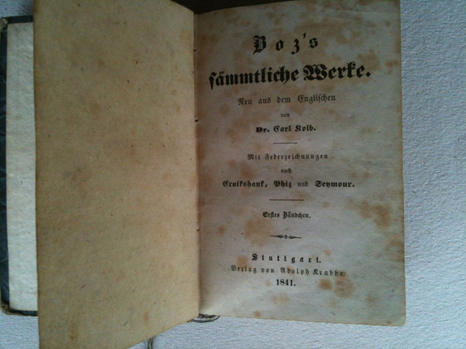 Boz's
sämmtliche Werke.
Neu aus dem Englischen
von
Dr. Carl Kolb.
Mit Federzeichnungen
nach
Cruikshank, Phiz und Seymour.
Erstes Bändchen.
Stuttgart.
Verlag von Adolph Krabbe.
1841.